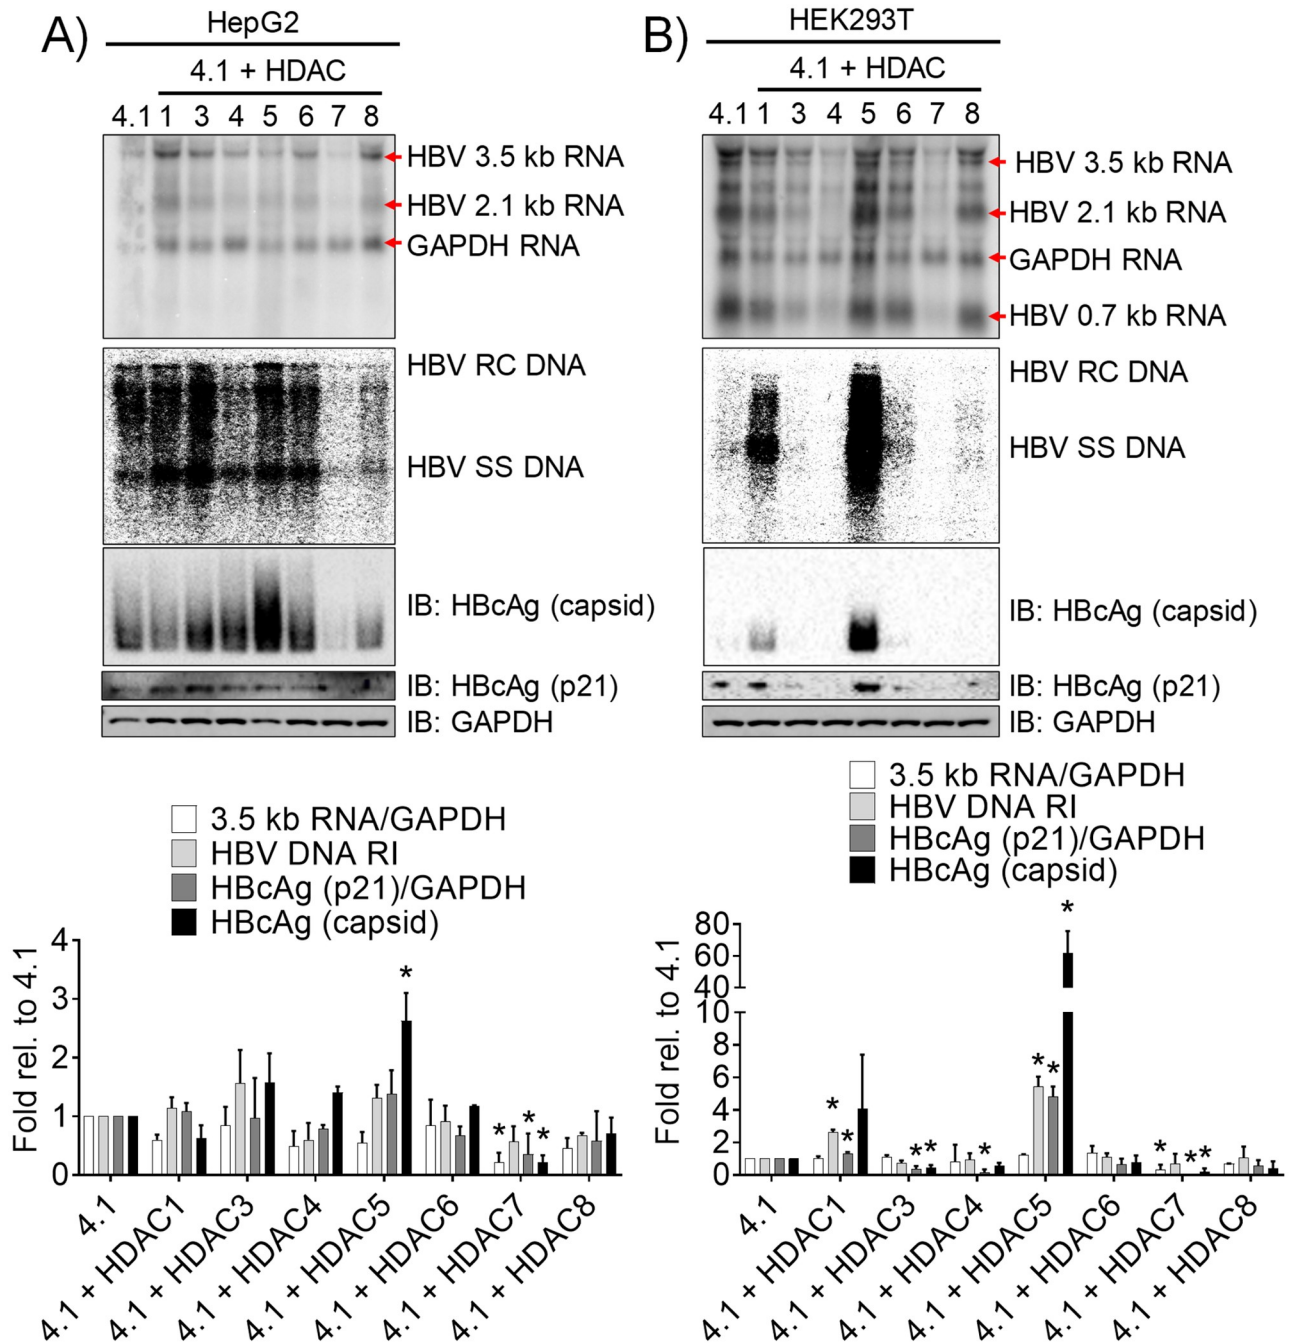 A)
HepG2
4.1 + HDAC
4.1 1 3 4 5 6 7 8
HBV 3.5 kb RNA
HBV 2.1 kb RNA
GAPDH RNA
HBV RC DNA
HBV SS DNA
IB: HBcAg (capsid)
IB: HBcAg (p21)
IB: GAPDH
3.5 kb RNA/GAPDH
HBV DNA RI
HBcAg (p21)/GAPDH
HBcAg (capsid)
Fold rel. to 4.1
4
3
2
1
0
*
* * *
4.1
4.1 + HDAC1
4.1 + HDAC3
4.1 + HDAC4
4.1 + HDAC5
4.1 + HDAC6
4.1 + HDAC7
4.1 + HDAC8
B)
HEK293T
4.1 + HDAC
4.1 1 3 4 5 6 7 8
HBV 3.5 kb RNA
HBV 2.1 kb RNA
GAPDH RNA
HBV 0.7 kb RNA
HBV RC DNA
HBV SS DNA
IB: HBcAg (capsid)
IB: HBcAg (p21)
IB: GAPDH
3.5 kb RNA/GAPDH
HBV DNA RI
HBcAg (p21)/GAPDH
HBcAg (capsid)
Fold rel. to 4.1
80
60
40
10
8
6
4
2
0
* *
* *
*
* *
*
* * *
4.1
4.1 + HDAC1
4.1 + HDAC3
4.1 + HDAC4
4.1 + HDAC5
4.1 + HDAC6
4.1 + HDAC7
4.1 + HDAC8